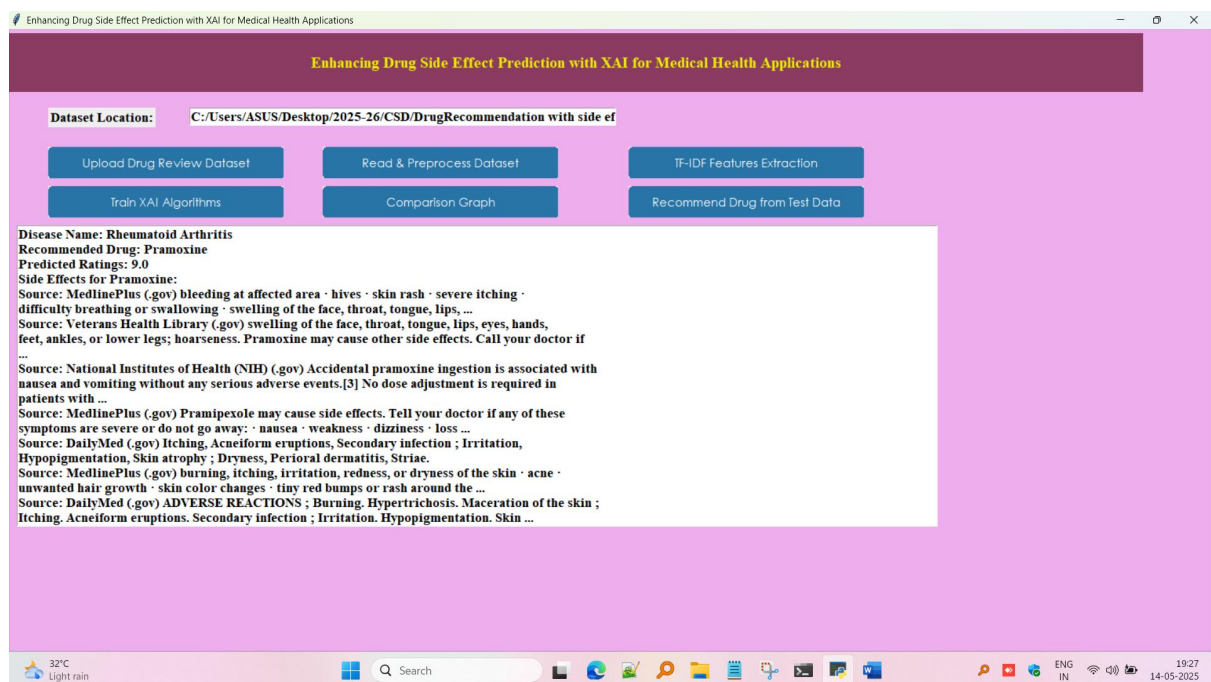 Enhancing Drug Side Effect Prediction with XAI for Medical Health Applications
Enhancing Drug Side Effect Prediction with XAI for Medical Health Applications
Dataset Location: C:/Users/ASUS/Desktop/2025-26/CSD/DrugRecommendation with side ef
Upload Drug Review Dataset Read & Preprocess Dataset TF-IDF Features Extraction
Train XAI Algorithms Comparison Graph Recommend Drug from Test Data
Disease Name: Rheumatoid Arthritis
Recommended Drug: Pramoxine
Predicted Ratings: 9.0
Side Effects for Pramoxine:
Source: MedlinePlus (.gov) bleeding at affected area · hives · skin rash · severe itching ·
difficulty breathing or swallowing · swelling of the face, throat, tongue, lips, ...
Source: Veterans Health Library (.gov) swelling of the face, throat, tongue, lips, eyes, hands,
feet, ankles, or lower legs; hoarseness. Pramoxine may cause other side effects. Call your doctor if
...
Source: National Institutes of Health (NIH) (.gov) Accidental pramoxine ingestion is associated with
nausea and vomiting without any serious adverse events.[3] No dose adjustment is required in
patients with ...
Source: MedlinePlus (.gov) Pramipexole may cause side effects. Tell your doctor if any of these
symptoms are severe or do not go away: · nausea · weakness · dizziness · loss ...
Source: DailyMed (.gov) Itching, Acneiform eruptions, Secondary infection ; Irritation,
Hypopigmentation, Skin atrophy ; Dryness, Perioral dermatitis, Striae.
Source: MedlinePlus (.gov) burning, itching, irritation, redness, or dryness of the skin · acne ·
unwanted hair growth · skin color changes · tiny red bumps or rash around the ...
Source: DailyMed (.gov) ADVERSE REACTIONS ; Burning. Hypertrichosis. Maceration of the skin ;
Itching. Acneiform eruptions. Secondary infection ; Irritation. Hypopigmentation. Skin ...
32°C
Light rain
Search
ENG
IN
19:27
14-05-2025